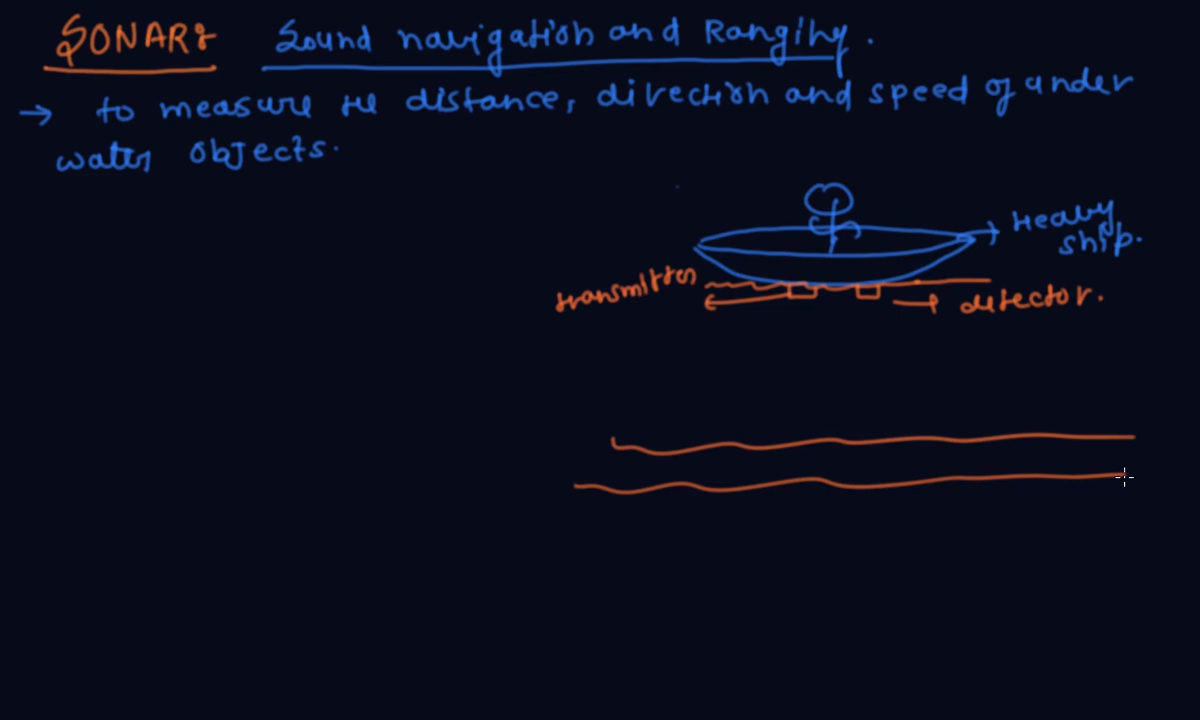 SONAR: Sound navigation and Ranging.
→ to measure the distance, direction and speed of under
water objects.
Heavy
ship.
transmitter
detector.